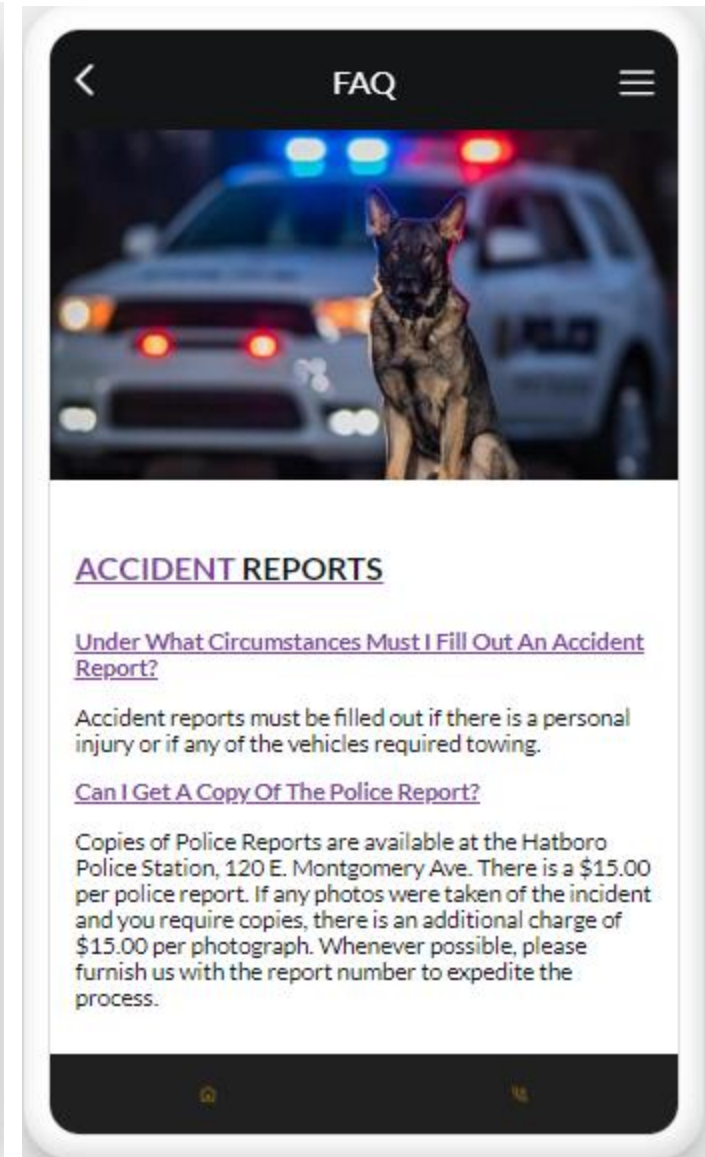 FAQ
ACCIDENT REPORTS
Under What Circumstances Must I Fill Out An Accident
Report?
Accident reports must be filled out if there is a personal
injury or if any of the vehicles required towing.
Can I Get A Copy Of The Police Report?
Copies of Police Reports are available at the Hatboro
Police Station, 120 E. Montgomery Ave. There is a $15.00
per police report. If any photos were taken of the incident
and you require copies, there is an additional charge of
$15.00 per photograph. Whenever possible, please
furnish us with the report number to expedite the
process.